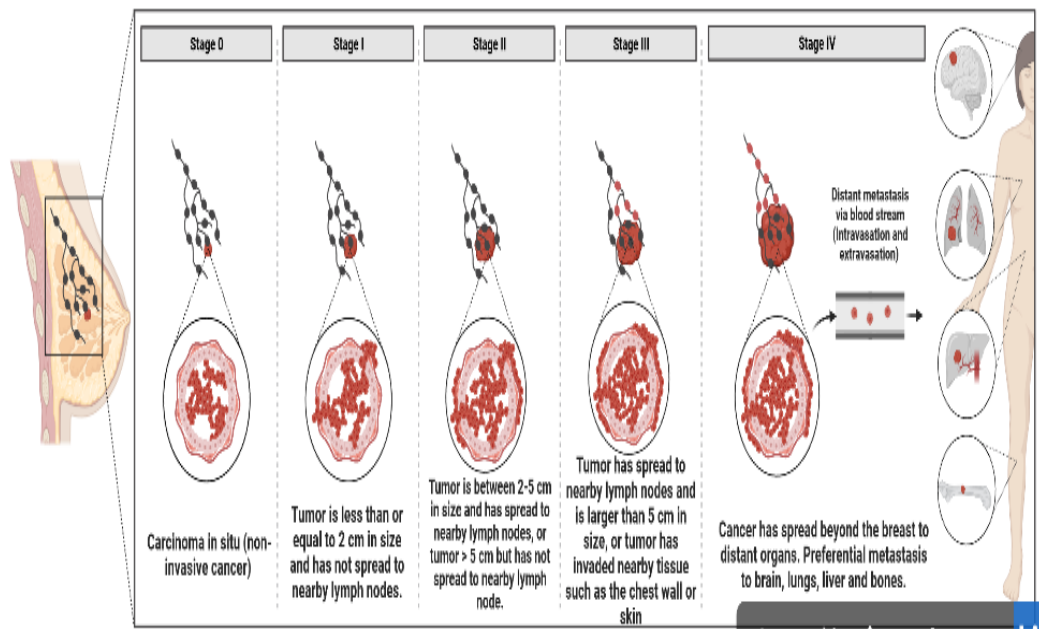 Stage 0
Stage I
Stage II
Stage III
Stage IV
Distant metastasis
via blood stream
(Intravasation and
extravasation)
Carcinoma in situ (non-
invasive cancer)
Tumor is less than or
equal to 2 cm in size
and has not spread to
nearby lymph nodes.
Tumor is between 2-5 cm
in size and has spread to
nearby lymph nodes, or
tumor > 5 cm but has not
spread to nearby lymph
node.
Tumor has spread to
nearby lymph nodes and
is larger than 5 cm in
size, or tumor has
invaded nearby tissue
such as the chest wall or
skin
Cancer has spread beyond the breast to
distant organs. Preferential metastasis
to brain, lungs, liver and bones.